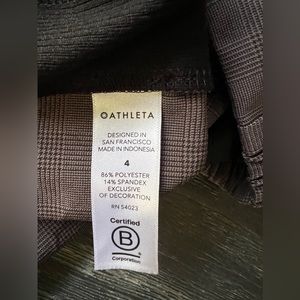 ATHLETA
DESIGNED IN
SAN FRANCISCO
MADE IN INDONESIA
4
86% POLYESTER
14% SPANDEX
EXCLUSIVE
OF DECORATION
RN 54023
Certified
B
Corporation